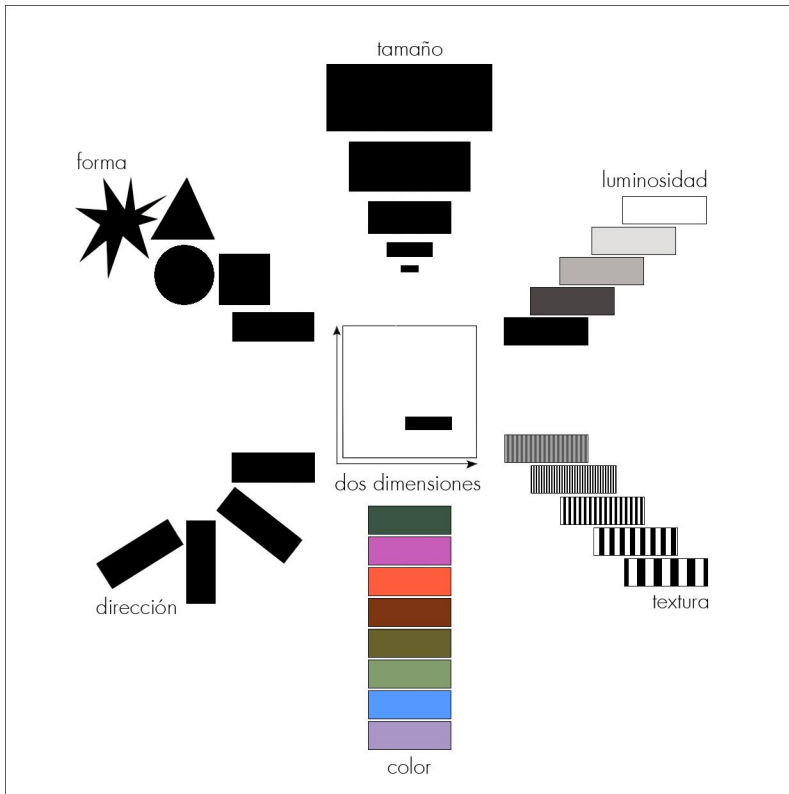 tamaño
forma
luminosidad
dos dimensiones
dirección
textura
color